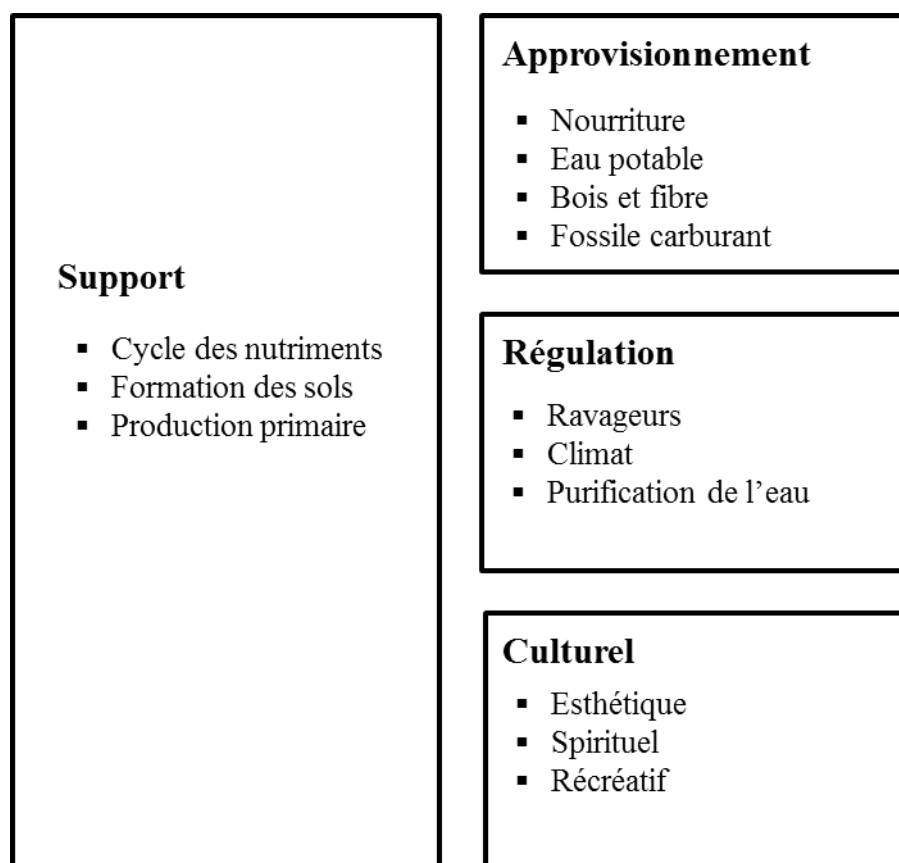 Support
▪ Cycle des nutriments
▪ Formation des sols
▪ Production primaire
Approvisionnement
▪ Nourriture
▪ Eau potable
▪ Bois et fibre
▪ Fossile carburant
Régulation
▪ Ravageurs
▪ Climat
▪ Purification de l’eau
Culturel
▪ Esthétique
▪ Spirituel
▪ Récréatif